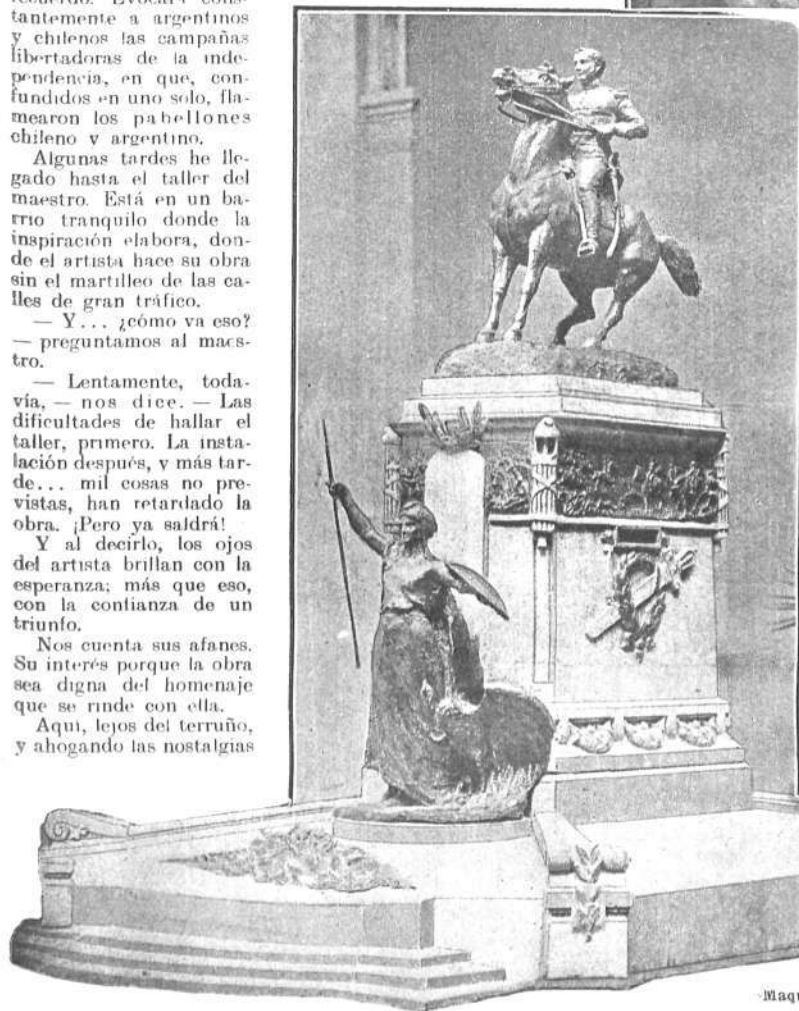 recuerdo. Evocará cons-
tantemente a argentinos
y chilenos las campañas
libertadoras de la inde-
pendencia, en que, con-
fundidos en uno solo, fla-
mearon los pabellones
chileno y argentino.
Algunas tardes he lle-
gado hasta el taller del
maestro. Está en un ba-
rrio tranquilo donde la
inspiración elabora, don-
de el artista hace su obra
sin el martilleo de las ca-
lles de gran tráfico.
— Y... ¿cómo va eso?
— preguntamos al maes-
tro.
— Lentamente, toda-
vía, — nos dice. — Las
dificultades de hallar el
taller, primero. La insta-
lación después, y más tar-
de... mil cosas no pre-
vistas, han retardado la
obra. ¡Pero ya saldrá!
Y al decirlo, los ojos
del artista brillan con la
esperanza; más que eso,
con la confianza de un
triunfo.
Nos cuenta sus afanes.
Su interés porque la obra
sea digna del homenaje
que se rinde con ella.
Aquí, lejos del terruño,
y ahogando las nostalgias